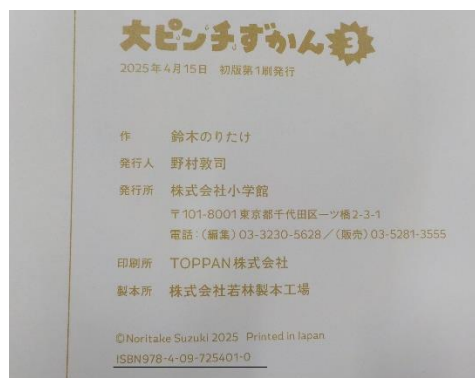 大ピンチずかん3
2025年4月15日 初版第1刷発行
作 鈴木のりたけ
発行人 野村敦司
発行所 株式会社小学館
〒101-8001 東京都千代田区一ツ橋2-3-1
電話:(編集)03-3230-5628/(販売)03-5281-3555
印刷所 TOPPAN株式会社
製本所 株式会社若林製本工場
©Noritake Suzuki 2025 Printed in Japan
ISBN978-4-09-725401-0